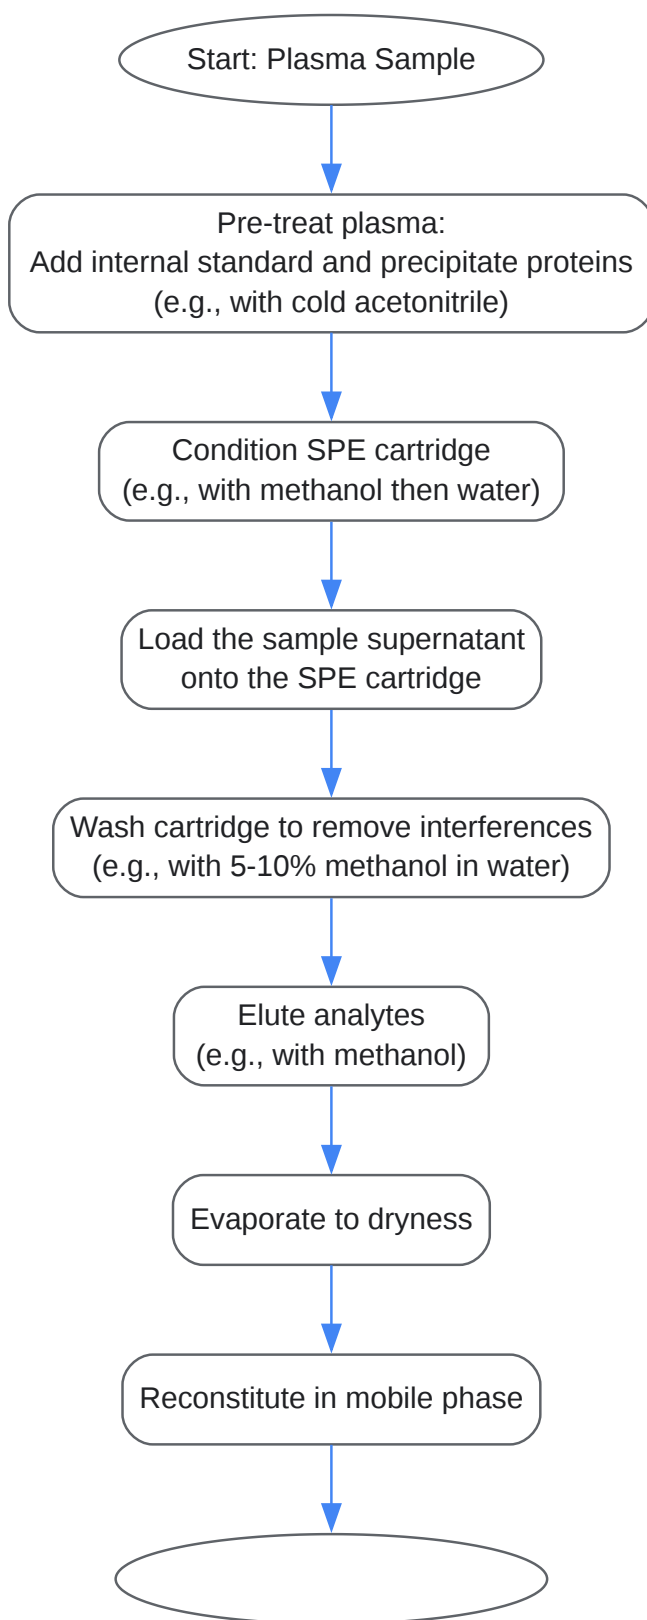 Start: Plasma Sample
Pre-treat plasma:
Add internal standard and precipitate proteins
(e.g., with cold acetonitrile)
Condition SPE cartridge
(e.g., with methanol then water)
Load the sample supernatant
onto the SPE cartridge
Wash cartridge to remove interferences
(e.g., with 5-10% methanol in water)
Elute analytes
(e.g., with methanol)
Evaporate to dryness
Reconstitute in mobile phase